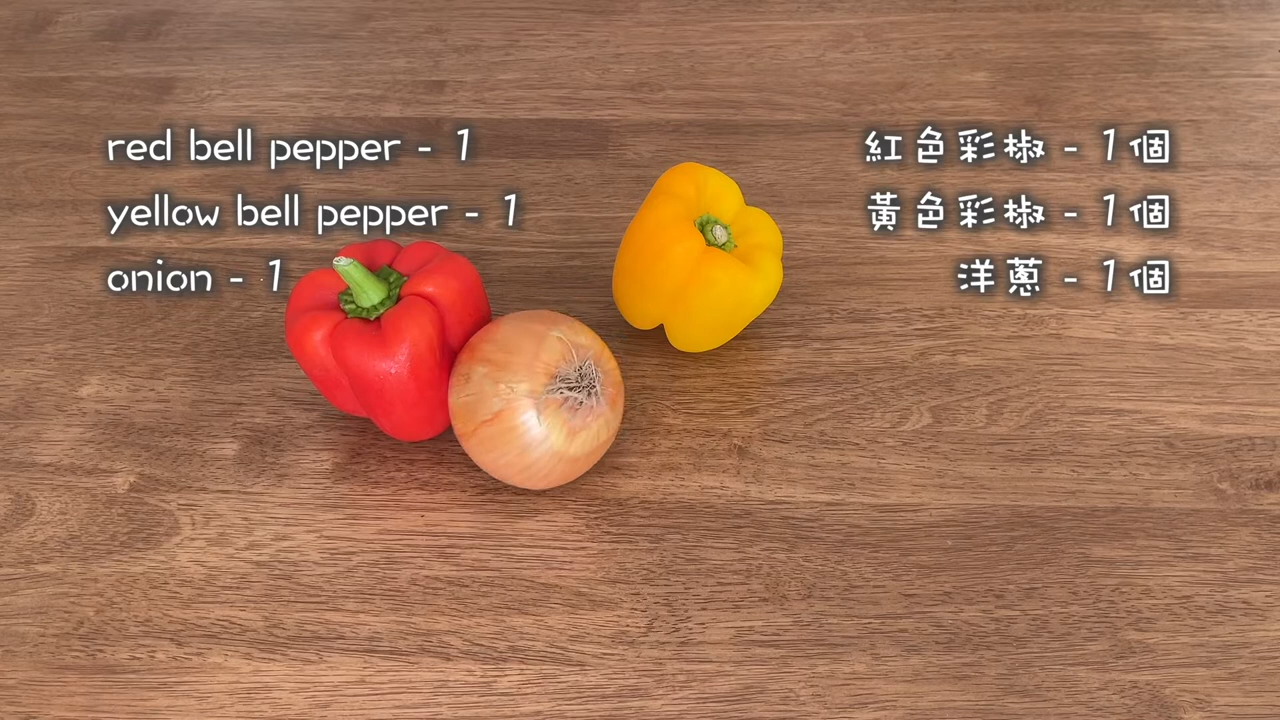 red bell pepper - 1
yellow bell pepper - 1
onion - 1
紅色彩椒 - 1個
黃色彩椒 - 1個
洋蔥 - 1個